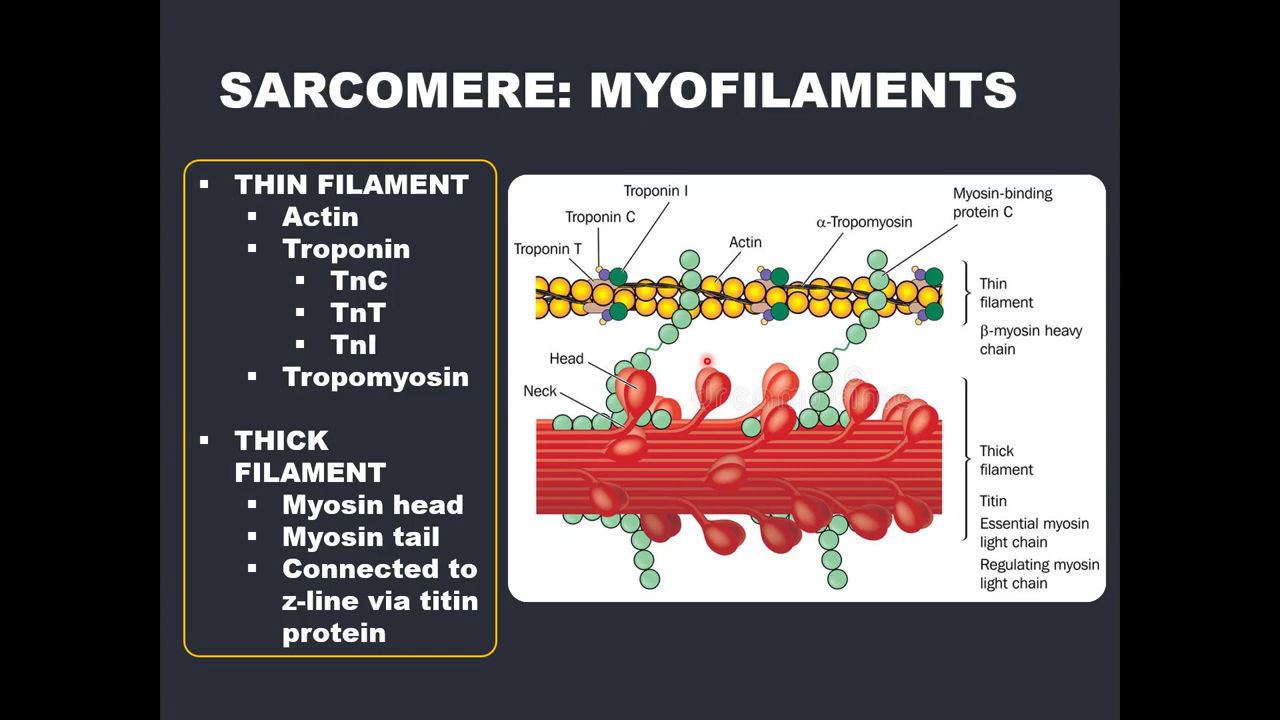 SARCOMERE: MYOFILAMENTS
▪ THIN FILAMENT
▪ Actin
▪ Troponin
▪ TnC
▪ TnT
▪ TnI
▪ Tropomyosin
▪ THICK
FILAMENT
▪ Myosin head
▪ Myosin tail
▪ Connected to
z-line via titin
protein
Troponin I
Troponin C
Troponin T
Actin
α-Tropomyosin
Myosin-binding
protein C
Thin
filament
β-myosin heavy
chain
Head
Neck
dreamstime
Thick
filament
Titin
Essential myosin
light chain
Regulating myosin
light chain